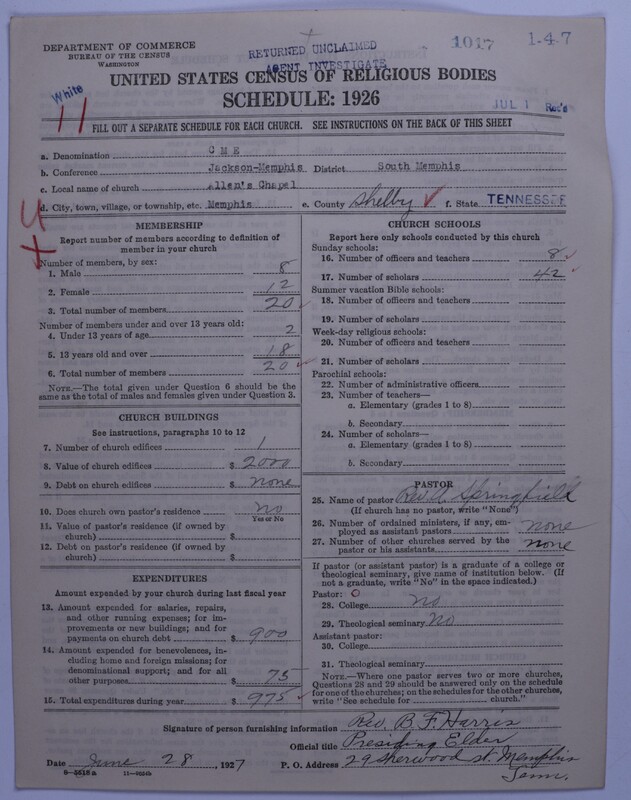 DEPARTMENT OF COMMERCE
BUREAU OF THE CENSUS
WASHINGTON
RETURNED UNCLAIMED
AGENT INVESTIGATE
1017
1-4-7
UNITED STATES CENSUS OF RELIGIOUS BODIES
SCHEDULE: 1926
White
11
JUL 1 Rec'd
FILL OUT A SEPARATE SCHEDULE FOR EACH CHURCH. SEE INSTRUCTIONS ON THE BACK OF THIS SHEET
a. Denomination CME
b. Conference Jackson-Memphis District South Memphis
c. Local name of church Allen's Chapel
d. City, town, village, or township, etc. Memphis e. County Shelby f. State TENNESSEE
4
MEMBERSHIP
Report number of members according to definition of member in your church
Number of members, by sex:
1. Male 8
2. Female 12
3. Total number of members 20
Number of members under and over 13 years old:
4. Under 13 years of age 2
5. 13 years old and over 18
6. Total number of members 20
NOTE.—The total given under Question 6 should be the same as the total of males and females given under Question 3.
CHURCH BUILDINGS
See instructions, paragraphs 10 to 12
7. Number of church edifices 1
8. Value of church edifices $ 2000
9. Debt on church edifices $ none
10. Does church own pastor's residence no
Yes or No
11. Value of pastor's residence (if owned by church) $
12. Debt on pastor's residence (if owned by church) $
EXPENDITURES
Amount expended by your church during last fiscal year
13. Amount expended for salaries, repairs, and other running expenses; for improvements or new buildings; and for payments on church debt $ 900
14. Amount expended for benevolences, including home and foreign missions; for denominational support; and for all other purposes $ 75
15. Total expenditures during year $ 975
CHURCH SCHOOLS
Report here only schools conducted by this church
Sunday schools:
16. Number of officers and teachers 8
17. Number of scholars 42
Summer vacation Bible schools:
18. Number of officers and teachers
19. Number of scholars
Week-day religious schools:
20. Number of officers and teachers
21. Number of scholars
Parochial schools:
22. Number of administrative officers
23. Number of teachers—
a. Elementary (grades 1 to 8)
b. Secondary
24. Number of scholars—
a. Elementary (grades 1 to 8)
b. Secondary
PASTOR
25. Name of pastor Rev. Springfield
(If church has no pastor, write "None")
26. Number of ordained ministers, if any, employed as assistant pastors none
27. Number of other churches served by the pastor or his assistants none
If pastor (or assistant pastor) is a graduate of a college or theological seminary, give name of institution below. (If not a graduate, write "No" in the space indicated.)
Pastor: O
28. College no
29. Theological seminary no
Assistant pastor:
30. College
31. Theological seminary
NOTE.—Where one pastor serves two or more churches, Questions 28 and 29 should be answered only on the schedule for one of the churches; on the schedules for the other churches, write "See schedule for church."
Signature of person furnishing information Rev B. F. Harris
Official title Presiding Elder
Date June 28, 1927 P. O. Address 29 Sherwood st. Memphis Tenn.
8—5518 a